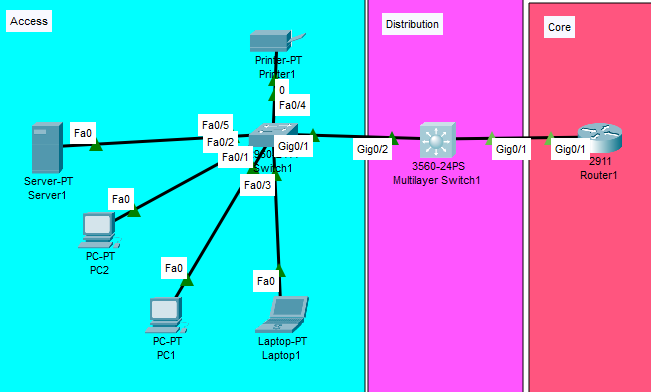 Access
Distribution
Core
Printer-PT
Printer1
0
Fa0/4
Fa0/5
Fa0/2
Fa0/1
Gig0/1
Switch1
Fa0/3
Fa0
Server-PT
Server1
Fa0
PC-PT
PC2
Fa0
PC-PT
PC1
Fa0
Laptop-PT
Laptop1
Gig0/2
3560-24PS
Multilayer Switch1
Gig0/1
Gig0/1
2911
Router1